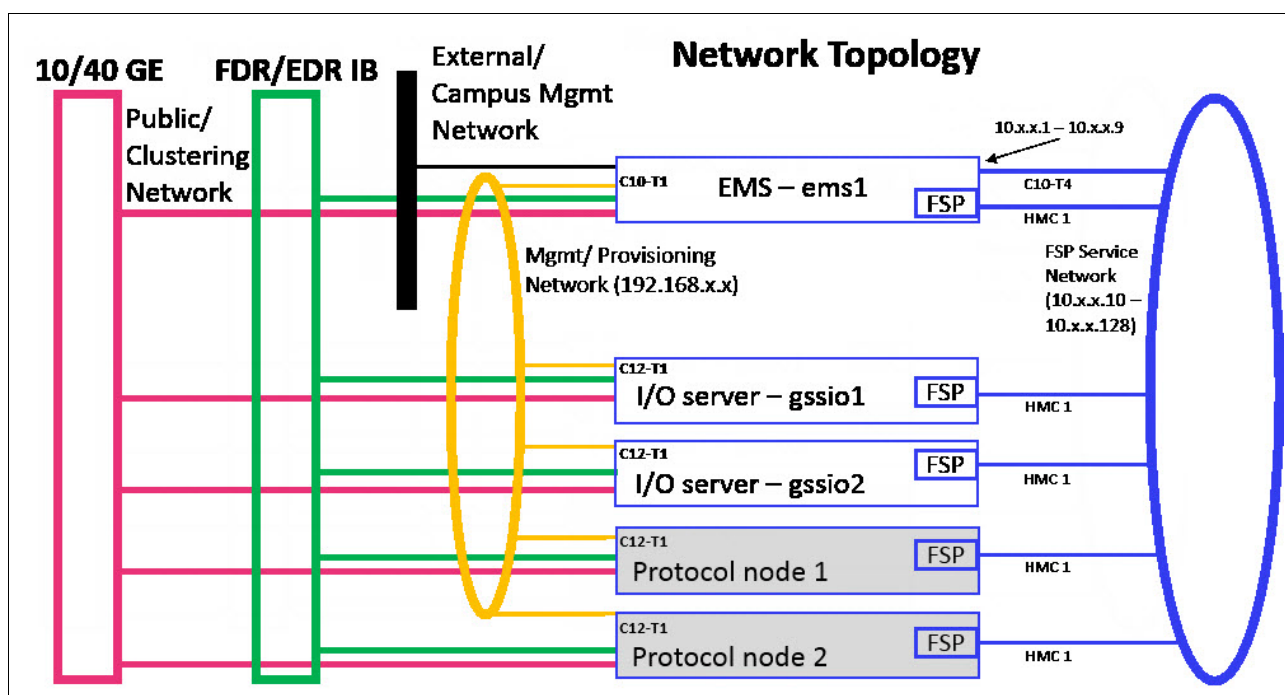 Network Topology
10/40 GE
FDR/EDR IB
External/
Campus Mgmt
Network
Public/
Clustering
Network
10.x.x.1 – 10.x.x.9
C10-T1
EMS – ems1
FSP
C10-T4
HMC 1
Mgmt/ Provisioning
Network (192.168.x.x)
FSP Service
Network
(10.x.x.10 –
10.x.x.128)
C12-T1
I/O server – gssio1
FSP
HMC 1
C12-T1
I/O server – gssio2
FSP
HMC 1
C12-T1
Protocol node 1
FSP
HMC 1
C12-T1
Protocol node 2
FSP
HMC 1